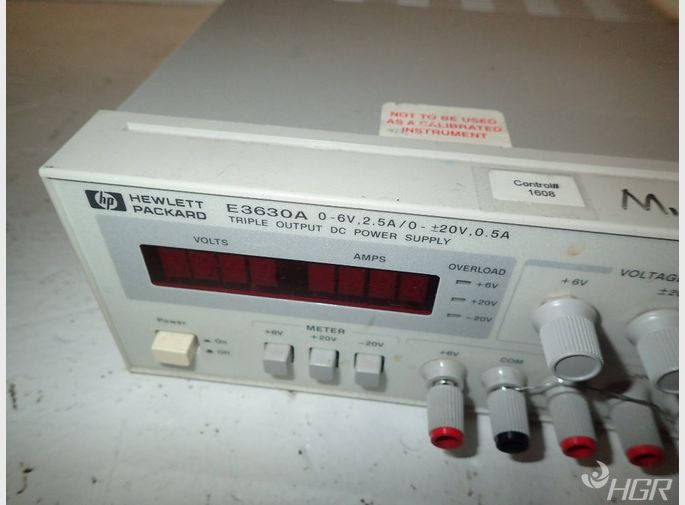 NOT TO BE USED
AS A CALIBRATED
INSTRUMENT
Control#
1608
hp HEWLETT
PACKARD
E3630A 0-6V,2.5A/0-±20V,0.5A
TRIPLE OUTPUT DC POWER SUPPLY
VOLTS
AMPS
OVERLOAD
+6V
+20V
-20V
Power
On
Off
METER
+6V
+20V
-20V
+6V
COM
+6V
HGR